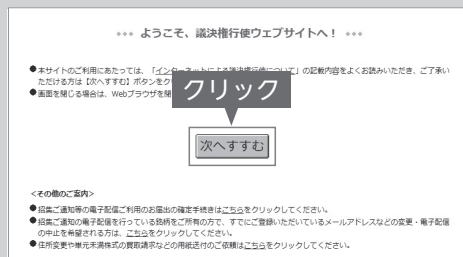 *** ようこそ、議決権行使ウェブサイトへ! ***
●本サイトのご利用にあたっては、「インターネットによる議決権行使について」の記載内容をよくお読みいただき、ご了承い
ただける方は【次へすすむ】ボタンをク
●画面を閉じる場合は、Webブラウザを閉
クリック
次へすすむ
<その他のご案内>
●招集ご通知等の電子配信ご利用のお届出の確定手続きはこちらをクリックしてください。
●招集ご通知の電子配信を行っている銘柄をご所有の方で、すでにご登録いただいているメールアドレスなどの変更・電子配信
の中止を希望される方は、こちらをクリックしてください。
●住所変更や単元未満株式の買取請求などの用紙送付のご依頼はこちらをクリックしてください。